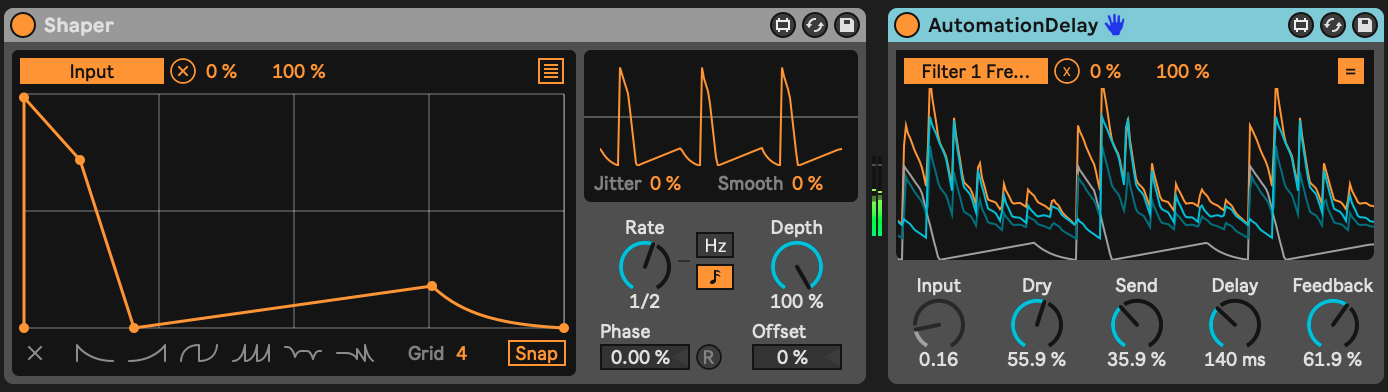 Shaper
Input 0 % 100 %
Jitter 0 % Smooth 0 %
Rate
Hz
1/2
Depth
100 %
Phase
0.00 % R
Offset
0 %
Grid 4 Snap
AutomationDelay
Filter 1 Fre... x 0 % 100 % =
Input Dry Send Delay Feedback
0.16 55.9 % 35.9 % 140 ms 61.9 %